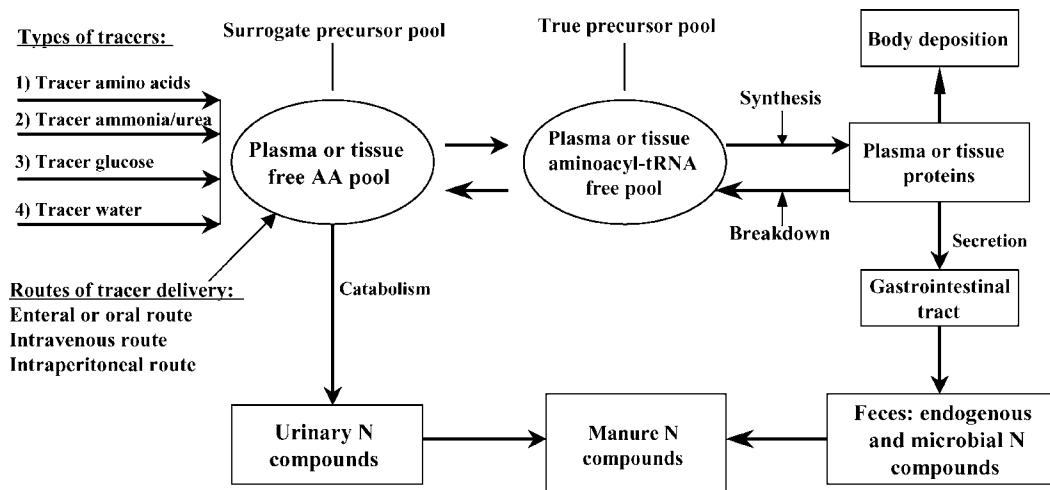 Types of tracers:
1) Tracer amino acids
2) Tracer ammonia/urea
3) Tracer glucose
4) Tracer water
Routes of tracer delivery:
Enteral or oral route
Intravenous route
Intraperitoneal route
Surrogate precursor pool
Plasma or tissue
free AA pool
Catabolism
Urinary N
compounds
True precursor pool
Plasma or tissue
aminoacyl-tRNA
free pool
Synthesis
Breakdown
Body deposition
Plasma or tissue
proteins
Secretion
Gastrointestinal
tract
Feces: endogenous
and microbial N
compounds
Manure N
compounds